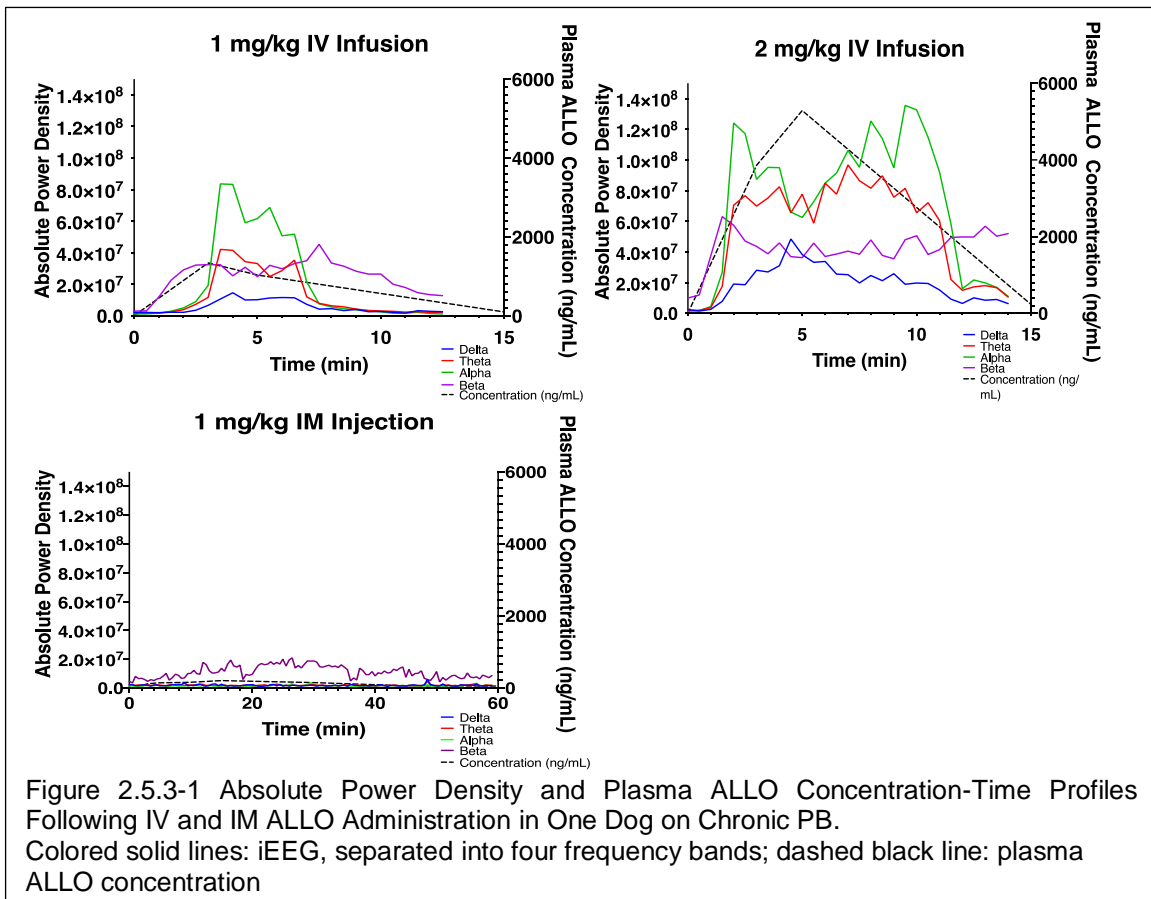 1 mg/kg IV Infusion
Absolute Power Density
1.4×10⁸
1.2×10⁸
1.0×10⁸
8.0×10⁷
6.0×10⁷
4.0×10⁷
2.0×10⁷
0.0
0 5 10 15
Time (min)
6000
4000
2000
0
Plasma ALLO Concentration (ng/mL)
Delta
Theta
Alpha
Beta
Concentration (ng/mL)
2 mg/kg IV Infusion
Absolute Power Density
1.4×10⁸
1.2×10⁸
1.0×10⁸
8.0×10⁷
6.0×10⁷
4.0×10⁷
2.0×10⁷
0.0
0 5 10 15
Time (min)
6000
4000
2000
0
Plasma ALLO Concentration (ng/mL)
Delta
Theta
Alpha
Beta
Concentration (ng/
mL)
1 mg/kg IM Injection
Absolute Power Density
1.4×10⁸
1.2×10⁸
1.0×10⁸
8.0×10⁷
6.0×10⁷
4.0×10⁷
2.0×10⁷
0.0
0 20 40 60
Time (min)
6000
4000
2000
0
Plasma ALLO Concentration (ng/mL)
Delta
Theta
Alpha
Beta
Concentration (ng/mL)
Figure 2.5.3-1 Absolute Power Density and Plasma ALLO Concentration-Time Profiles
Following IV and IM ALLO Administration in One Dog on Chronic PB.
Colored solid lines: iEEG, separated into four frequency bands; dashed black line: plasma
ALLO concentration